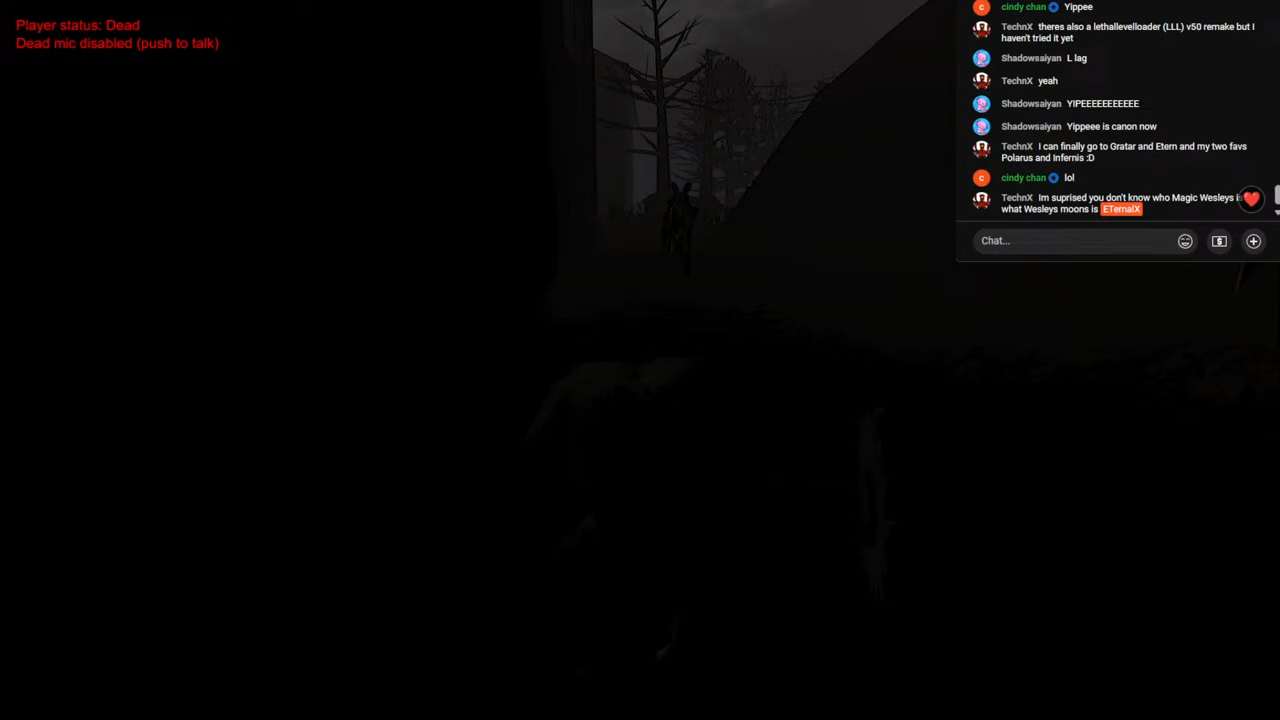 Player status: Dead
Dead mic disabled (push to talk)
cindy chan Yippee
TechnX theres also a lethallevelloader (LLL) v50 remake but I
haven't tried it yet
Shadowsaiyan L lag
TechnX yeah
Shadowsaiyan YIPEEEEEEEEEEE
Shadowsaiyan Yippeee is canon now
TechnX I can finally go to Gratar and Etern and my two favs
Polarus and Infernis :D
cindy chan lol
TechnX Im suprised you don't know who Magic Wesleys
what Wesleys moons is ETernalX
Chat...